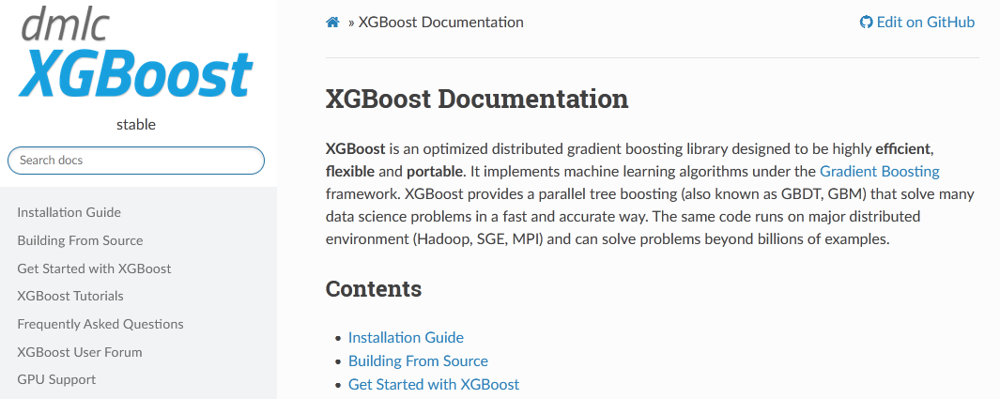 dmlc
XGBoost
stable
Search docs
Installation Guide
Building From Source
Get Started with XGBoost
XGBoost Tutorials
Frequently Asked Questions
XGBoost User Forum
GPU Support
» XGBoost Documentation
Edit on GitHub
XGBoost Documentation
XGBoost is an optimized distributed gradient boosting library designed to be highly efficient,
flexible and portable. It implements machine learning algorithms under the Gradient Boosting
framework. XGBoost provides a parallel tree boosting (also known as GBDT, GBM) that solve many
data science problems in a fast and accurate way. The same code runs on major distributed
environment (Hadoop, SGE, MPI) and can solve problems beyond billions of examples.
Contents
• Installation Guide
• Building From Source
• Get Started with XGBoost